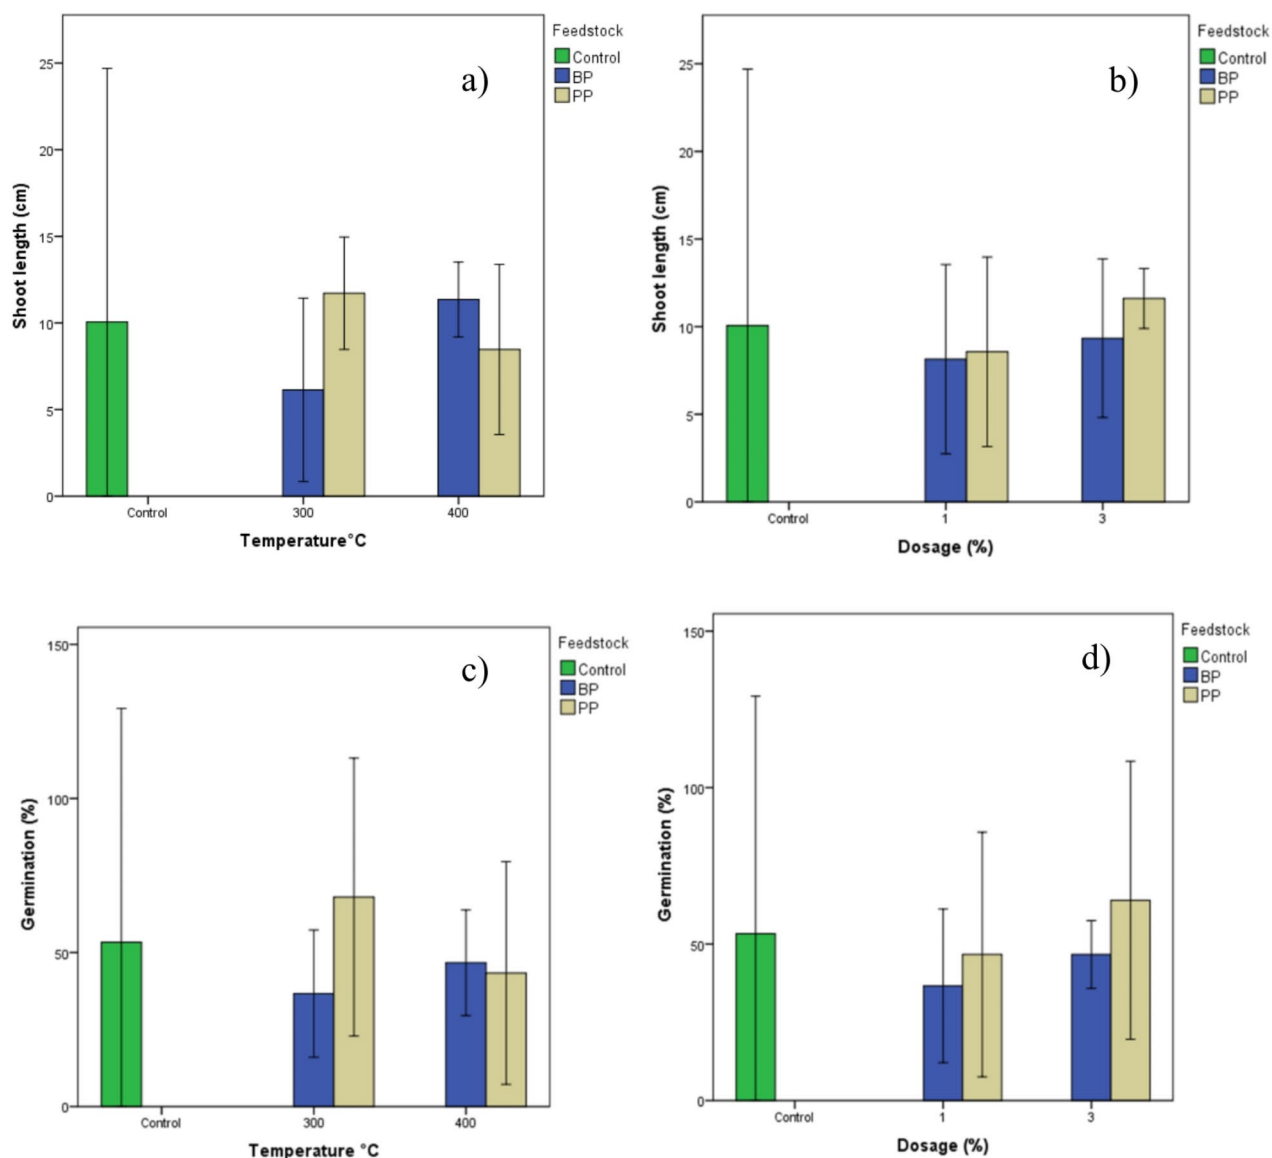 a)
Feedstock
Control
BP
PP
Shoot length (cm)
25
20
15
10
5
0
Control
300
400
Temperature°C
b)
Feedstock
Control
BP
PP
Shoot length (cm)
25
20
15
10
5
0
Control
1
3
Dosage (%)
c)
Feedstock
Control
BP
PP
Germination (%)
150
100
50
0
Control
300
400
Temperature °C
d)
Feedstock
Control
BP
PP
Germination (%)
150
100
50
0
Control
1
3
Dosage (%)